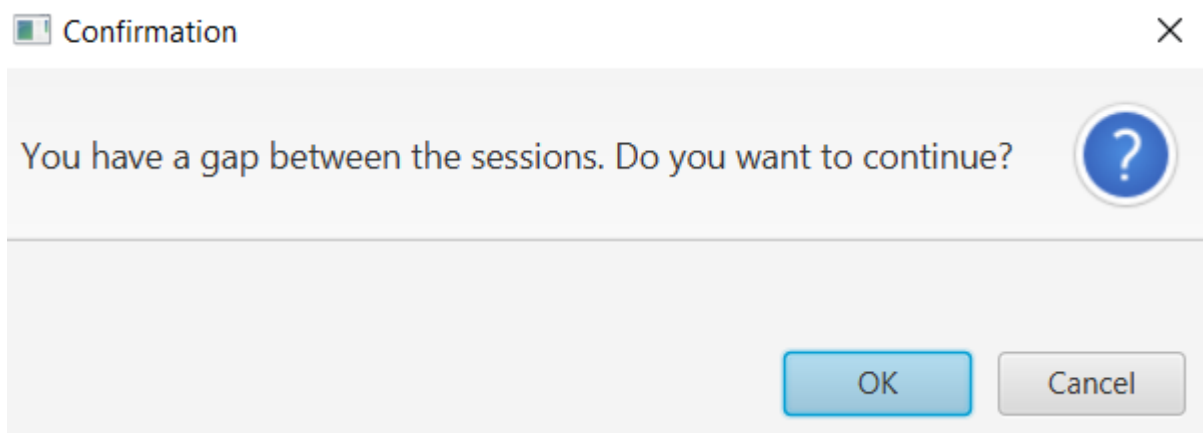 Confirmation
You have a gap between the sessions. Do you want to continue?
?
OK
Cancel